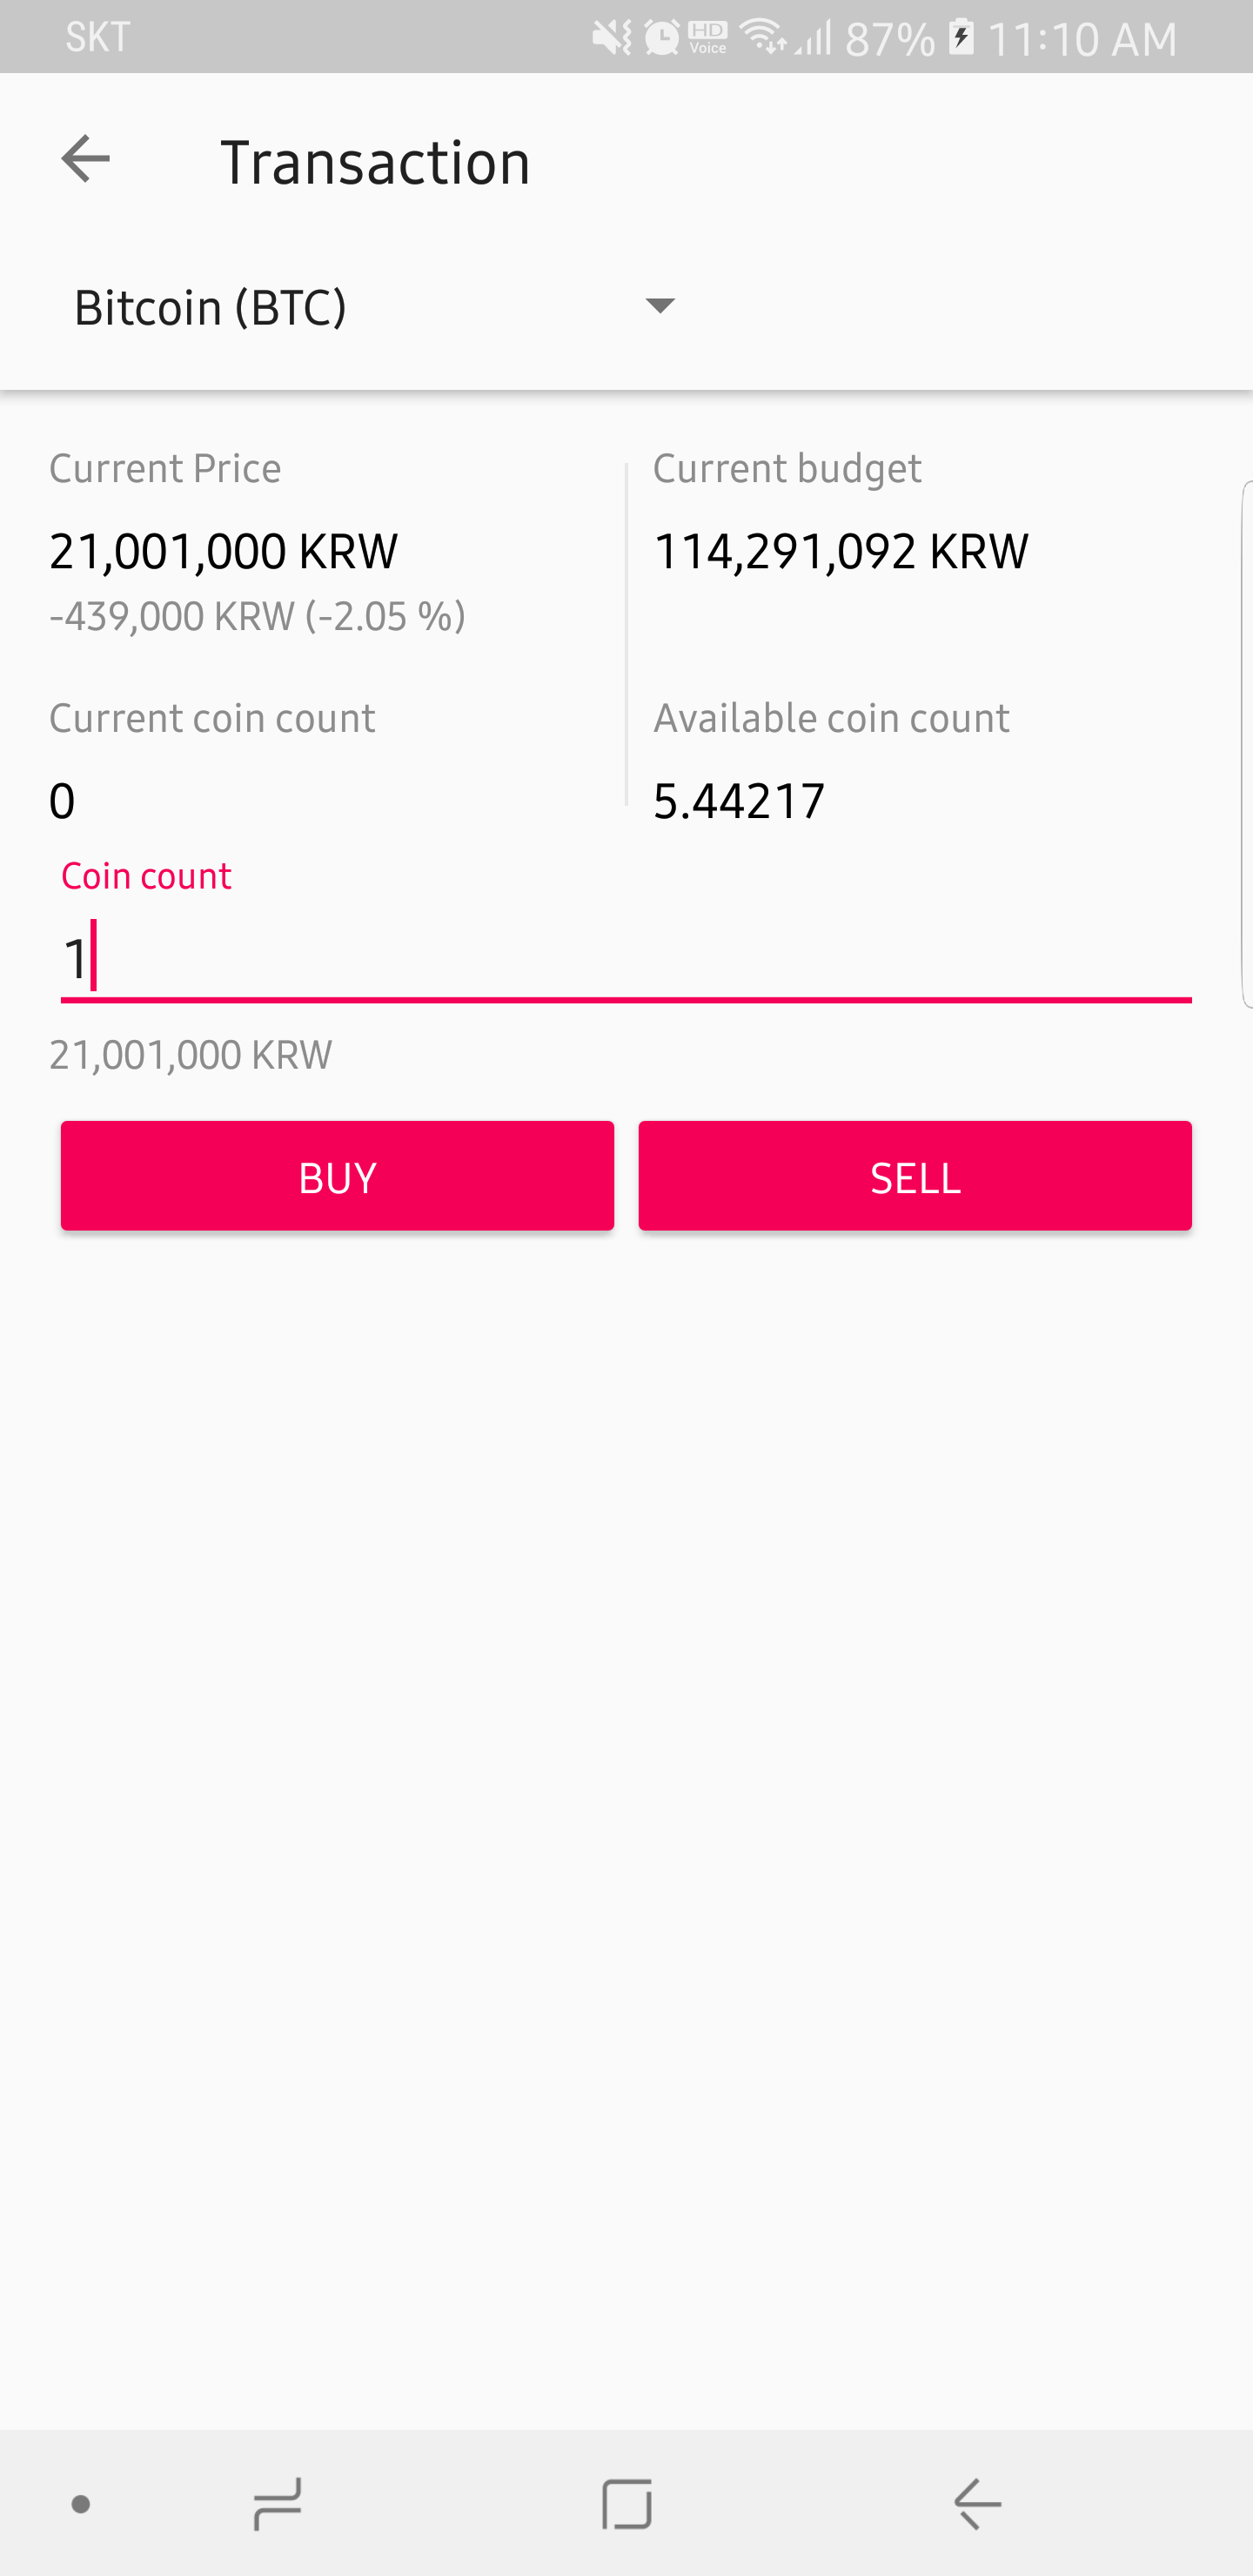 SKT HD Voice 87% 11:10 AM
Transaction
Bitcoin (BTC)
Current Price
21,001,000 KRW
-439,000 KRW (-2.05 %)
Current budget
114,291,092 KRW
Current coin count
0
Available coin count
5.44217
Coin count
1
21,001,000 KRW
BUY
SELL